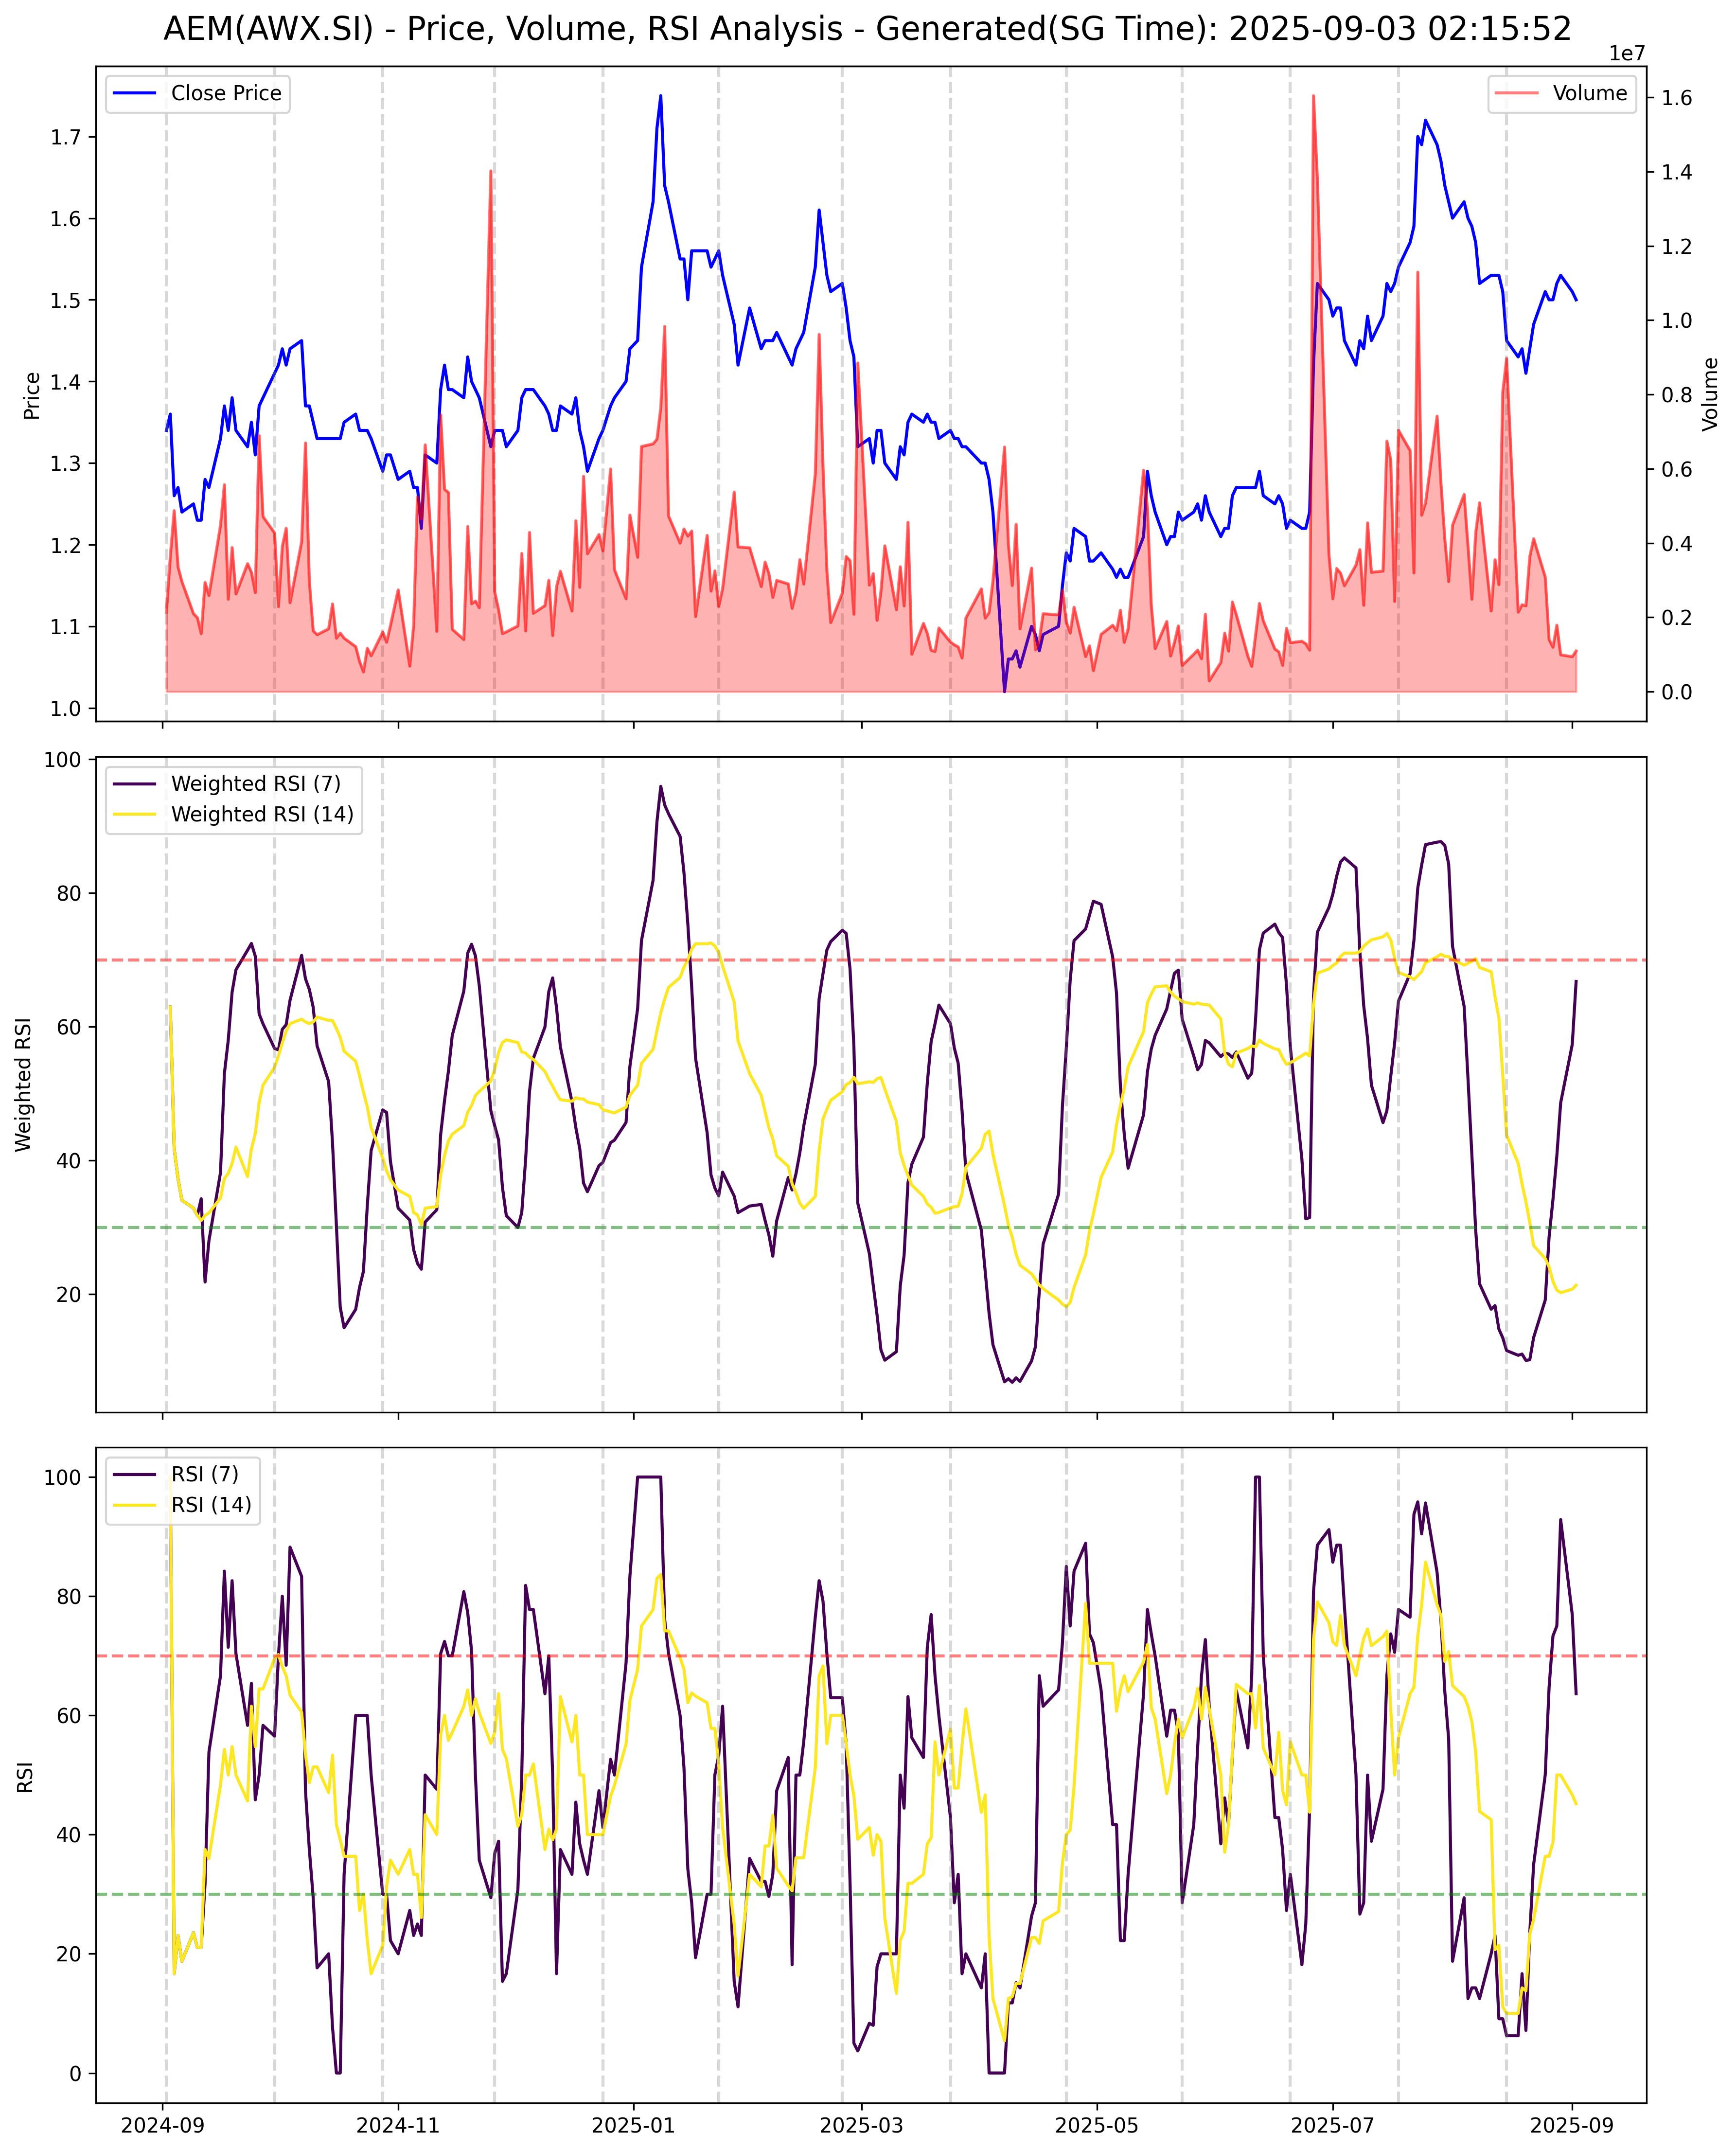 AEM(AWX.SI) - Price, Volume, RSI Analysis - Generated(SG Time): 2025-09-03 02:15:52
1e7
Close Price
Volume
1.7
1.6
1.5
1.4
1.3
1.2
1.1
1.0
Price
1.6
1.4
1.2
1.0
0.8
0.6
0.4
0.2
0.0
Volume
Weighted RSI (7)
Weighted RSI (14)
100
80
60
40
20
Weighted RSI
RSI (7)
RSI (14)
100
80
60
40
20
0
RSI
2024-09 2024-11 2025-01 2025-03 2025-05 2025-07 2025-09